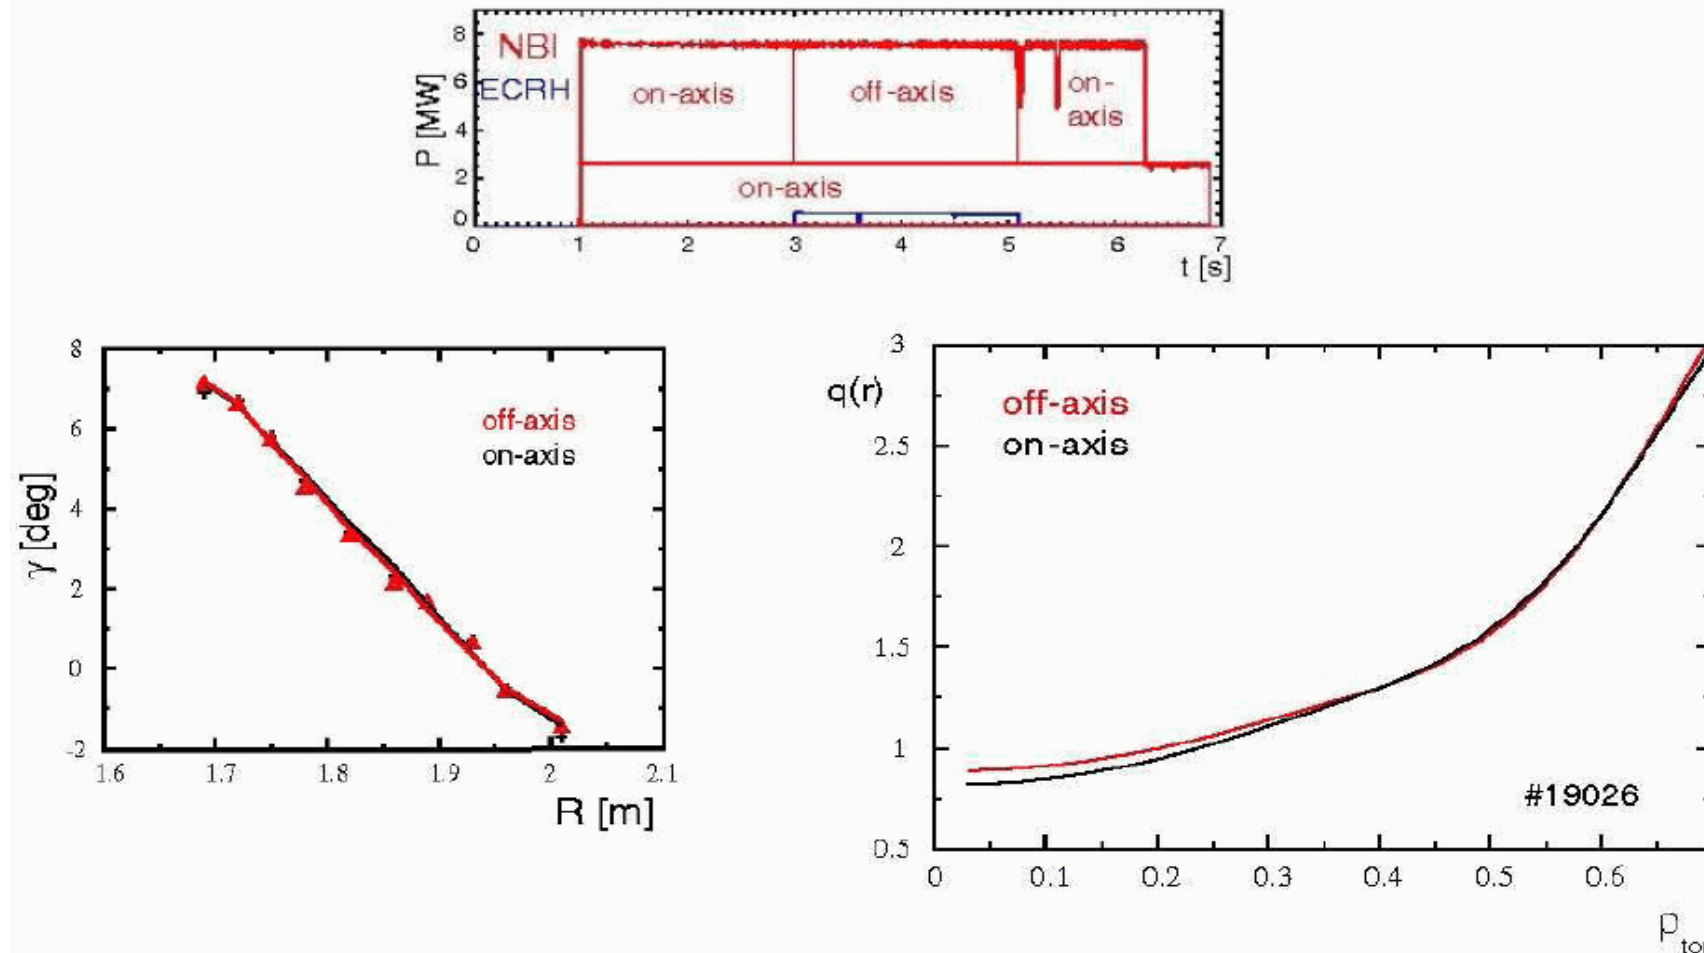 8
NBI
6
ECRH
on-axis
off-axis
on-
axis
P [MW]
4
2
on-axis
0
0 1 2 3 4 5 6 7
t [s]
8
6
4
2
0
-2
γ [deg]
off-axis
on-axis
1.6 1.7 1.8 1.9 2 2.1
R [m]
3
q(r)
off-axis
on-axis
2.5
2
1.5
1
#19026
0.5
0 0.1 0.2 0.3 0.4 0.5 0.6
ρ